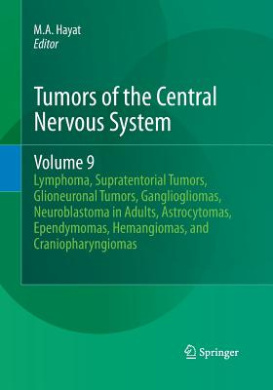 M.A. Hayat
Editor
Tumors of the Central
Nervous System
Volume 9
Lymphoma, Supratentorial Tumors,
Glioneuronal Tumors, Gangliogliomas,
Neuroblastoma in Adults, Astrocytomas,
Ependymomas, Hemangiomas, and
Craniopharyngiomas
Springer